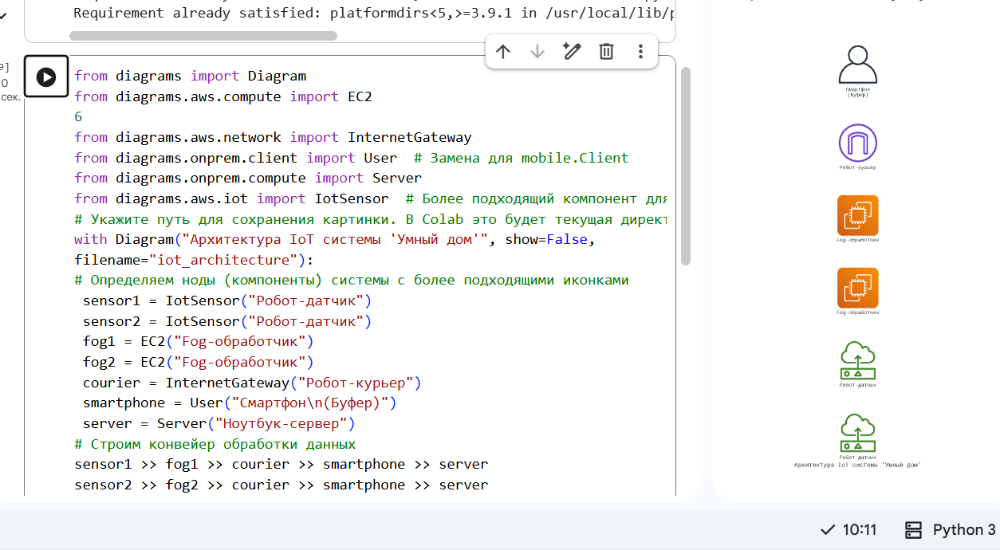 Requirement already satisfied: platformdirs<5,>=3.9.1 in /usr/local/lib/p
9]
0
сек.
from diagrams import Diagram
from diagrams.aws.compute import EC2
6
from diagrams.aws.network import InternetGateway
from diagrams.onprem.client import User  # Замена для mobile.Client
from diagrams.onprem.compute import Server
from diagrams.aws.iot import IotSensor  # Более подходящий компонент для
# Укажите путь для сохранения картинки. В Colab это будет текущая директ
with Diagram("Архитектура IoT системы 'Умный дом'", show=False,
filename="iot_architecture"):
# Определяем ноды (компоненты) системы с более подходящими иконками
 sensor1 = IotSensor("Робот-датчик")
 sensor2 = IotSensor("Робот-датчик")
 fog1 = EC2("Fog-обработчик")
 fog2 = EC2("Fog-обработчик")
 courier = InternetGateway("Робот-курьер")
 smartphone = User("Смартфон\n(Буфер)")
 server = Server("Ноутбук-сервер")
# Строим конвейер обработки данных
sensor1 >> fog1 >> courier >> smartphone >> server
sensor2 >> fog2 >> courier >> smartphone >> server
Смартфон
(Буфер)
Робот-курьер
Fog-обработчик
Fog-обработчик
Робот-датчик
Робот-датчик
Архитектура IoT системы 'Умный дом'
10:11
Python 3